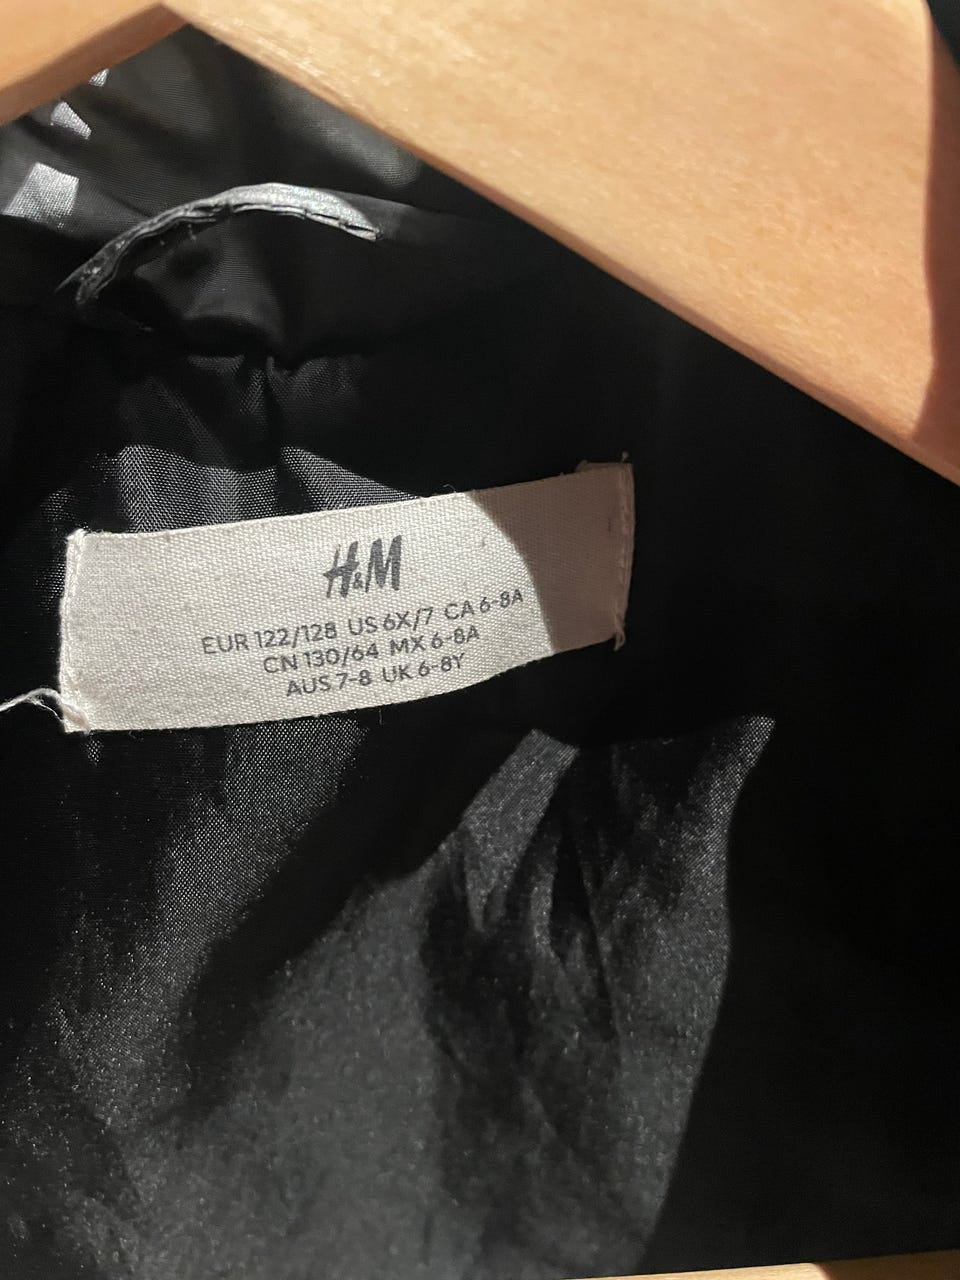 H&M
EUR 122/128 US 6X/7 CA 6-8A
CN 130/64 MX 6-8A
AUS 7-8 UK 6-8Y